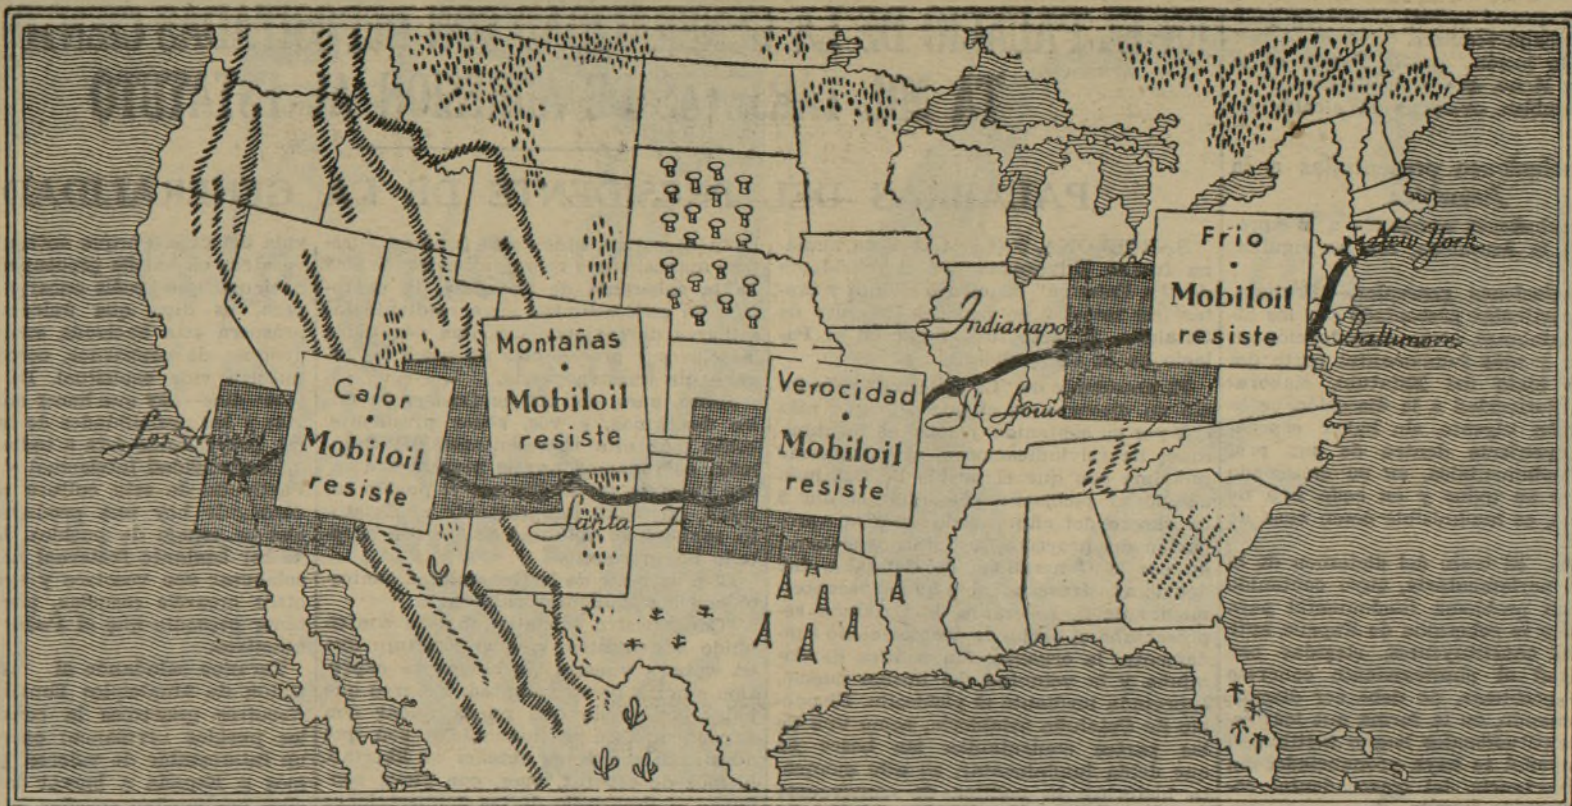 Frio
•
Mobiloil
resiste
New York
Baltimore
Indianapolis
St. Louis
Montañas
•
Mobiloil
resiste
Verocidad
•
Mobiloil
resiste
Calor
•
Mobiloil
resiste
Los Angeles
Santa F